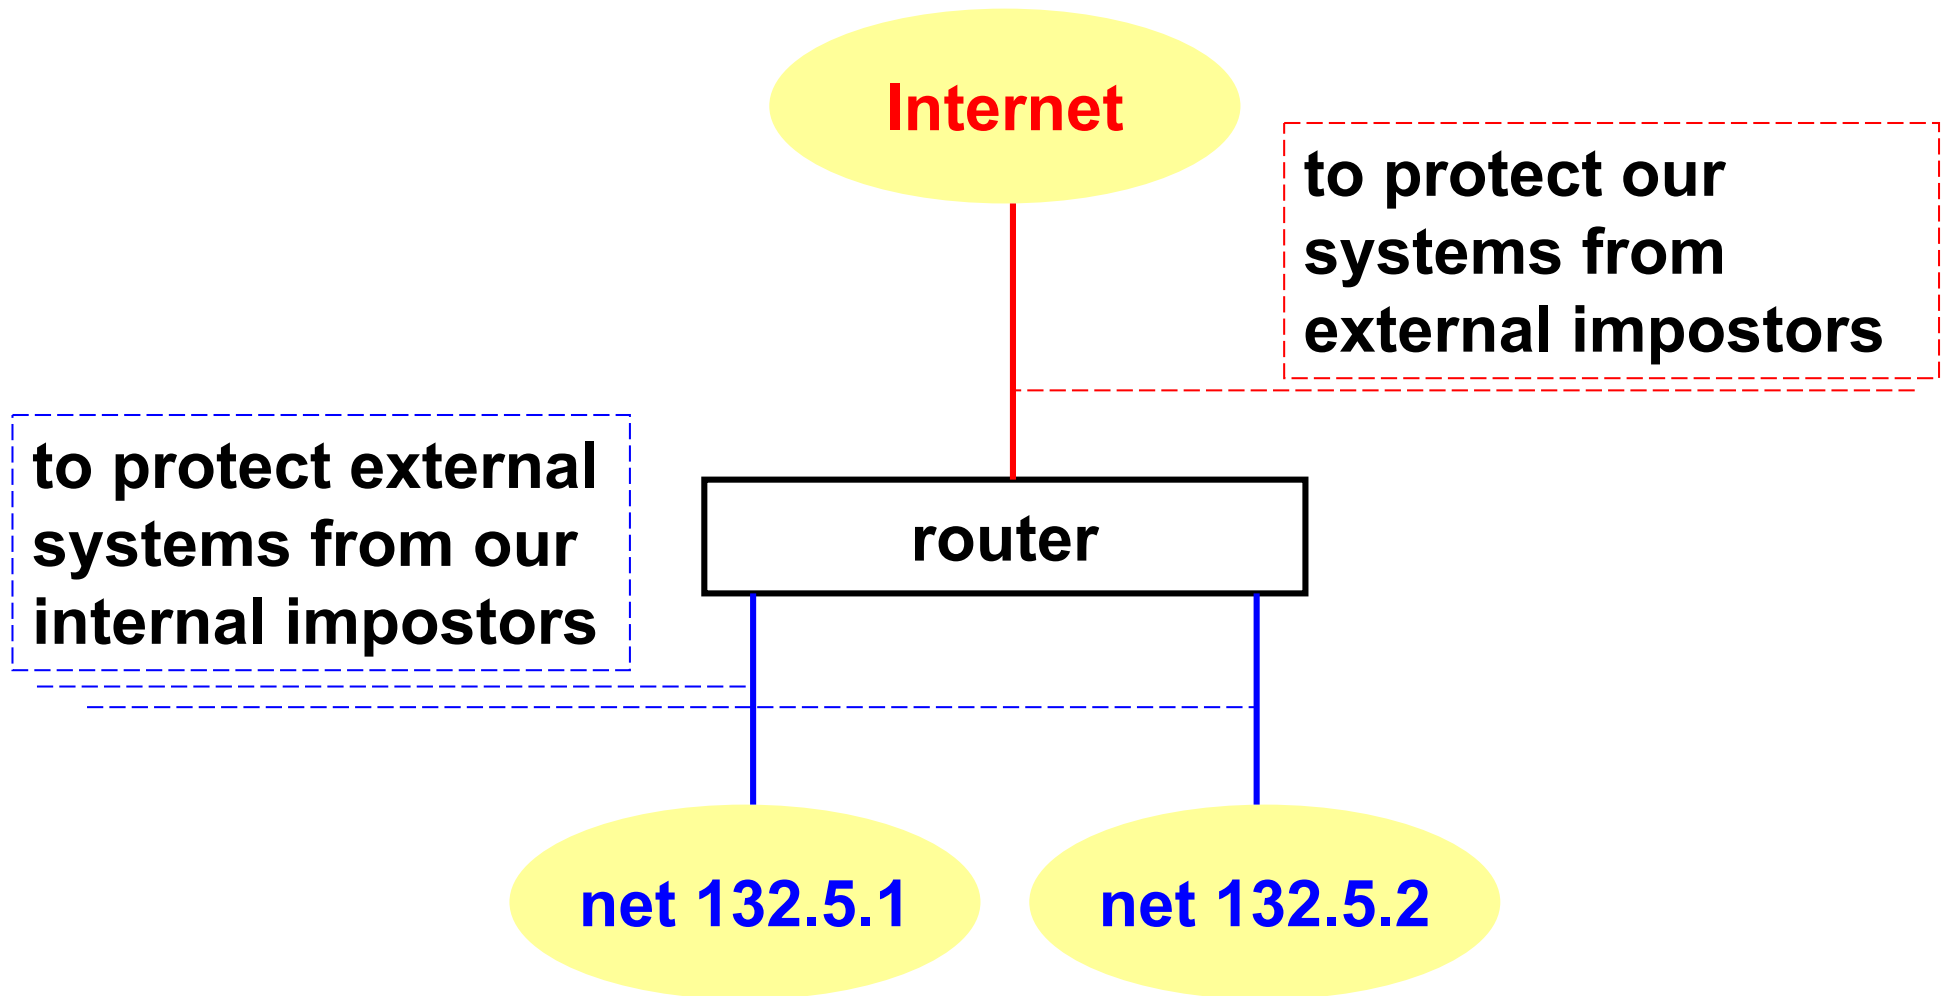 Internet
to protect our
systems from
external impostors
to protect external
systems from our
internal impostors
router
net 132.5.1
net 132.5.2